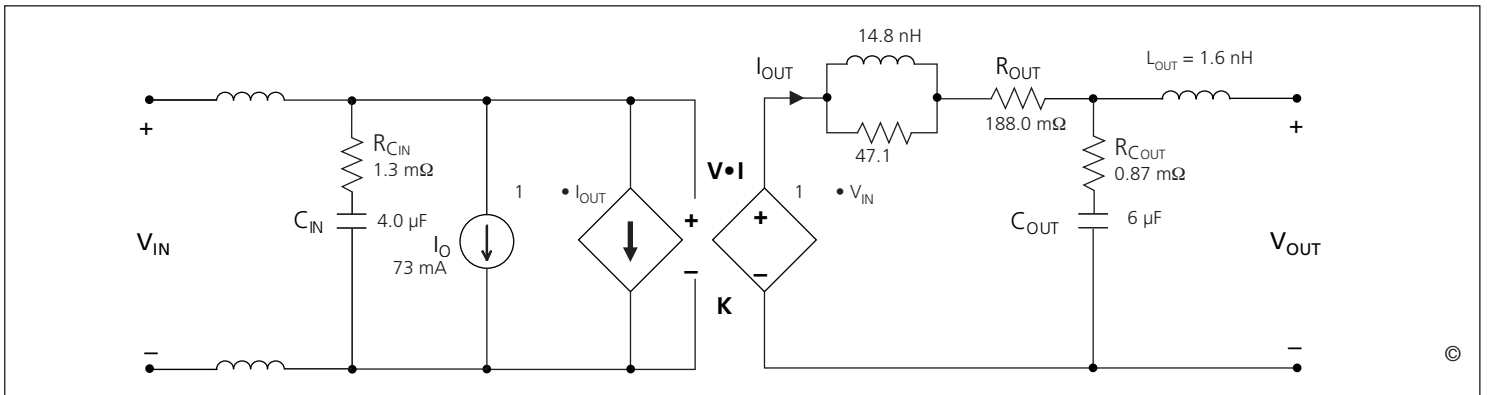 14.8 nH
I_OUT
R_OUT
L_OUT = 1.6 nH
+
188.0 mΩ
+
R_CIN
1.3 mΩ
47.1
R_COUT
0.87 mΩ
V•I
1 • I_OUT
1 • V_IN
+
+
C_IN
4.0 µF
C_OUT
6 µF
V_IN
I_O
73 mA
V_OUT
–
–
K
–
–
©